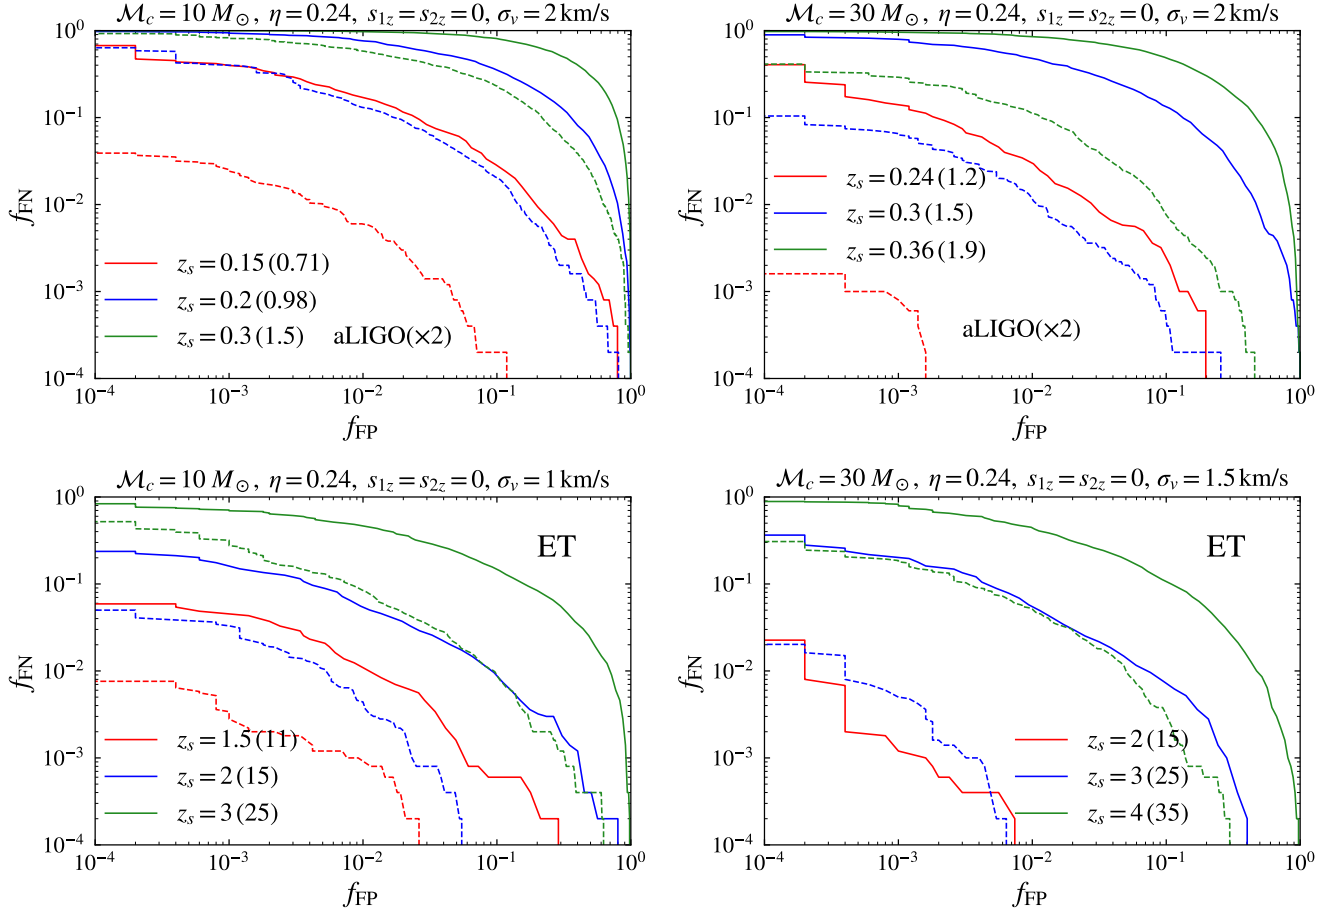 ℳ_c = 10 M_⊙, η = 0.24, s_1z = s_2z = 0, σ_v = 2 km/s
10^0
10^−1
10^−2
10^−3
10^−4
f_FN
z_s = 0.15 (0.71)
z_s = 0.2 (0.98)
z_s = 0.3 (1.5)
aLIGO(×2)
10^−4 10^−3 10^−2 10^−1 10^0
f_FP
ℳ_c = 30 M_⊙, η = 0.24, s_1z = s_2z = 0, σ_v = 2 km/s
10^0
10^−1
10^−2
10^−3
10^−4
f_FN
z_s = 0.24 (1.2)
z_s = 0.3 (1.5)
z_s = 0.36 (1.9)
aLIGO(×2)
10^−4 10^−3 10^−2 10^−1 10^0
f_FP
ℳ_c = 10 M_⊙, η = 0.24, s_1z = s_2z = 0, σ_v = 1 km/s
10^0
10^−1
10^−2
10^−3
10^−4
f_FN
ET
z_s = 1.5 (11)
z_s = 2 (15)
z_s = 3 (25)
10^−4 10^−3 10^−2 10^−1 10^0
f_FP
ℳ_c = 30 M_⊙, η = 0.24, s_1z = s_2z = 0, σ_v = 1.5 km/s
10^0
10^−1
10^−2
10^−3
10^−4
f_FN
ET
z_s = 2 (15)
z_s = 3 (25)
z_s = 4 (35)
10^−4 10^−3 10^−2 10^−1 10^0
f_FP